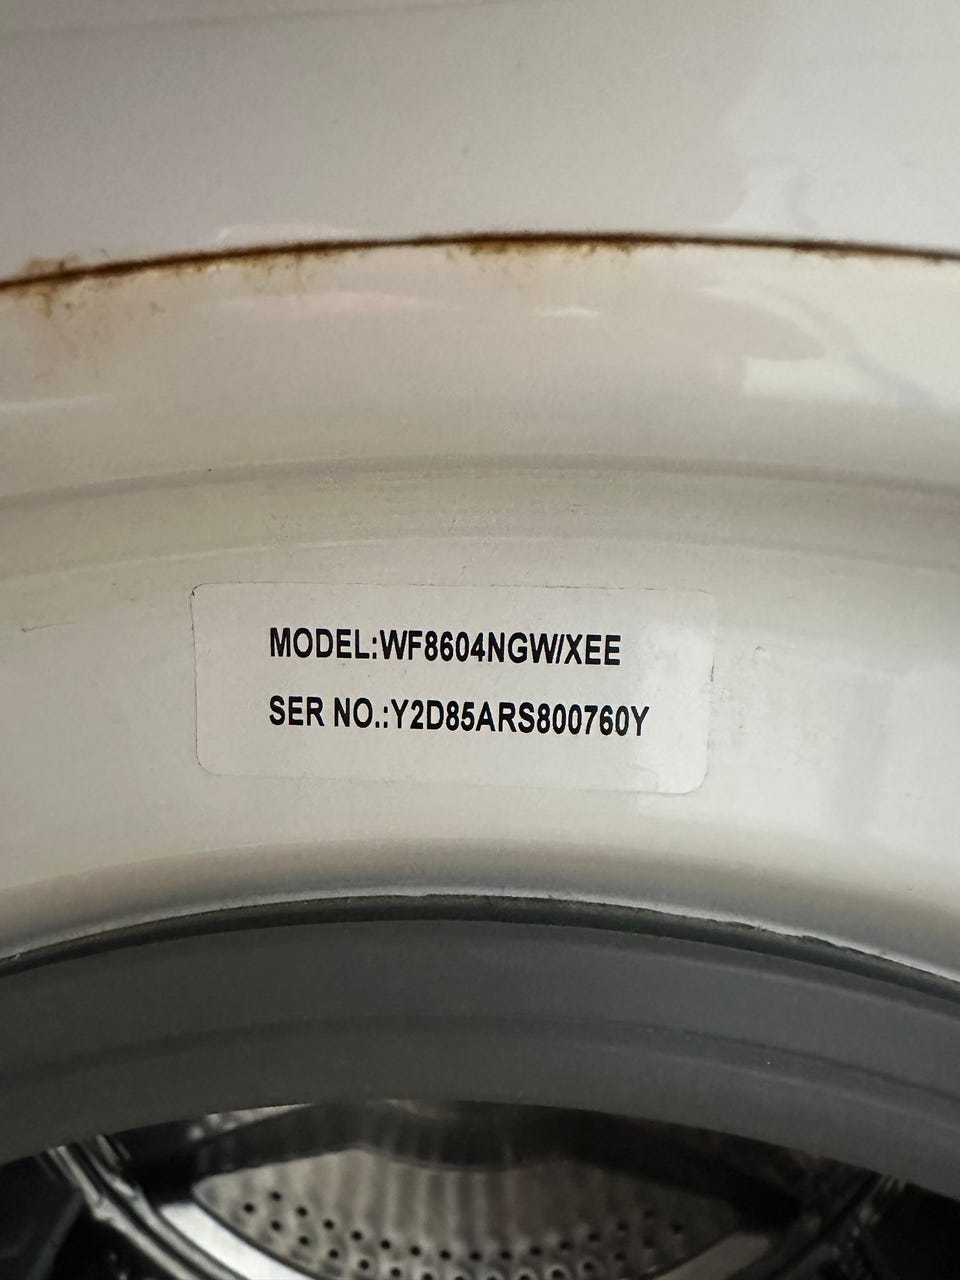 MODEL:WF8604NGW/XEE
SER NO.:Y2D85ARS800760Y